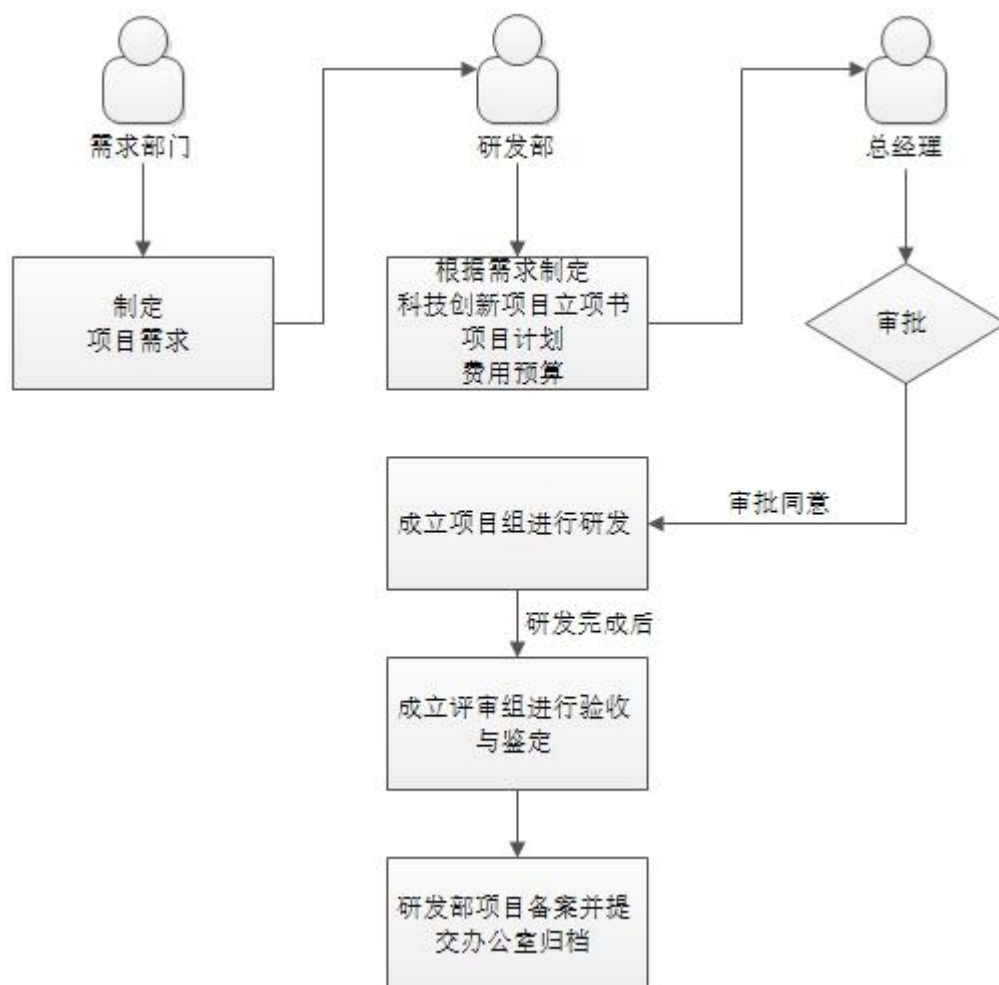 需求部门
研发部
总经理
制定
项目需求
根据需求制定
科技创新项目立项书
项目计划
费用预算
审批
成立项目组进行研发
审批同意
研发完成后
成立评审组进行验收
与鉴定
研发部项目备案并提
交办公室归档